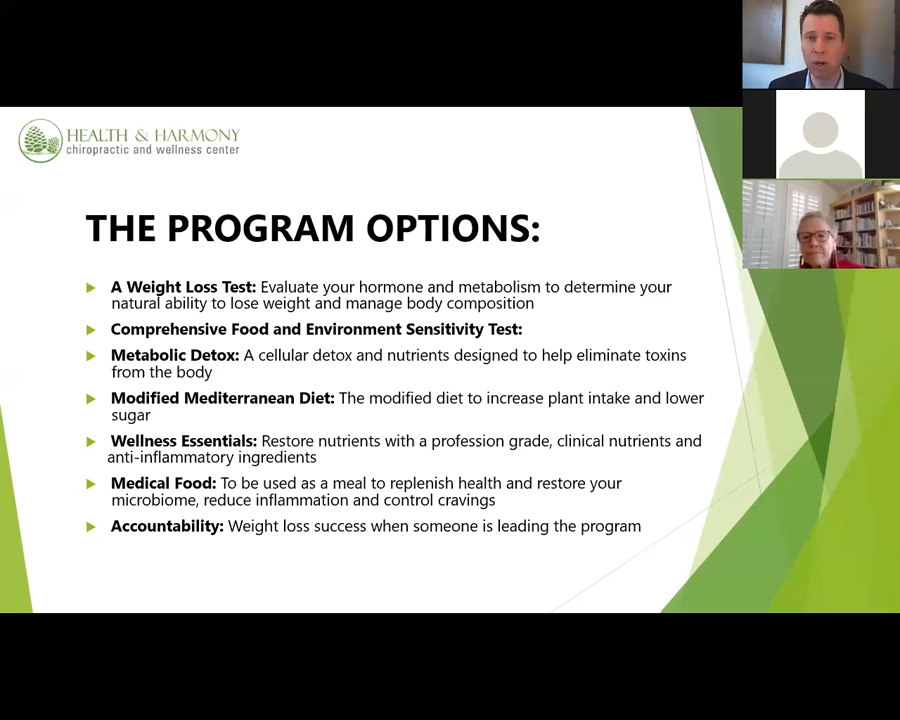 HEALTH & HARMONY
chiropractic and wellness center
THE PROGRAM OPTIONS:
A Weight Loss Test: Evaluate your hormone and metabolism to determine your
natural ability to lose weight and manage body composition
Comprehensive Food and Environment Sensitivity Test:
Metabolic Detox: A cellular detox and nutrients designed to help eliminate toxins
from the body
Modified Mediterranean Diet: The modified diet to increase plant intake and lower
sugar
Wellness Essentials: Restore nutrients with a profession grade, clinical nutrients and
anti-inflammatory ingredients
Medical Food: To be used as a meal to replenish health and restore your
microbiome, reduce inflammation and control cravings
Accountability: Weight loss success when someone is leading the program